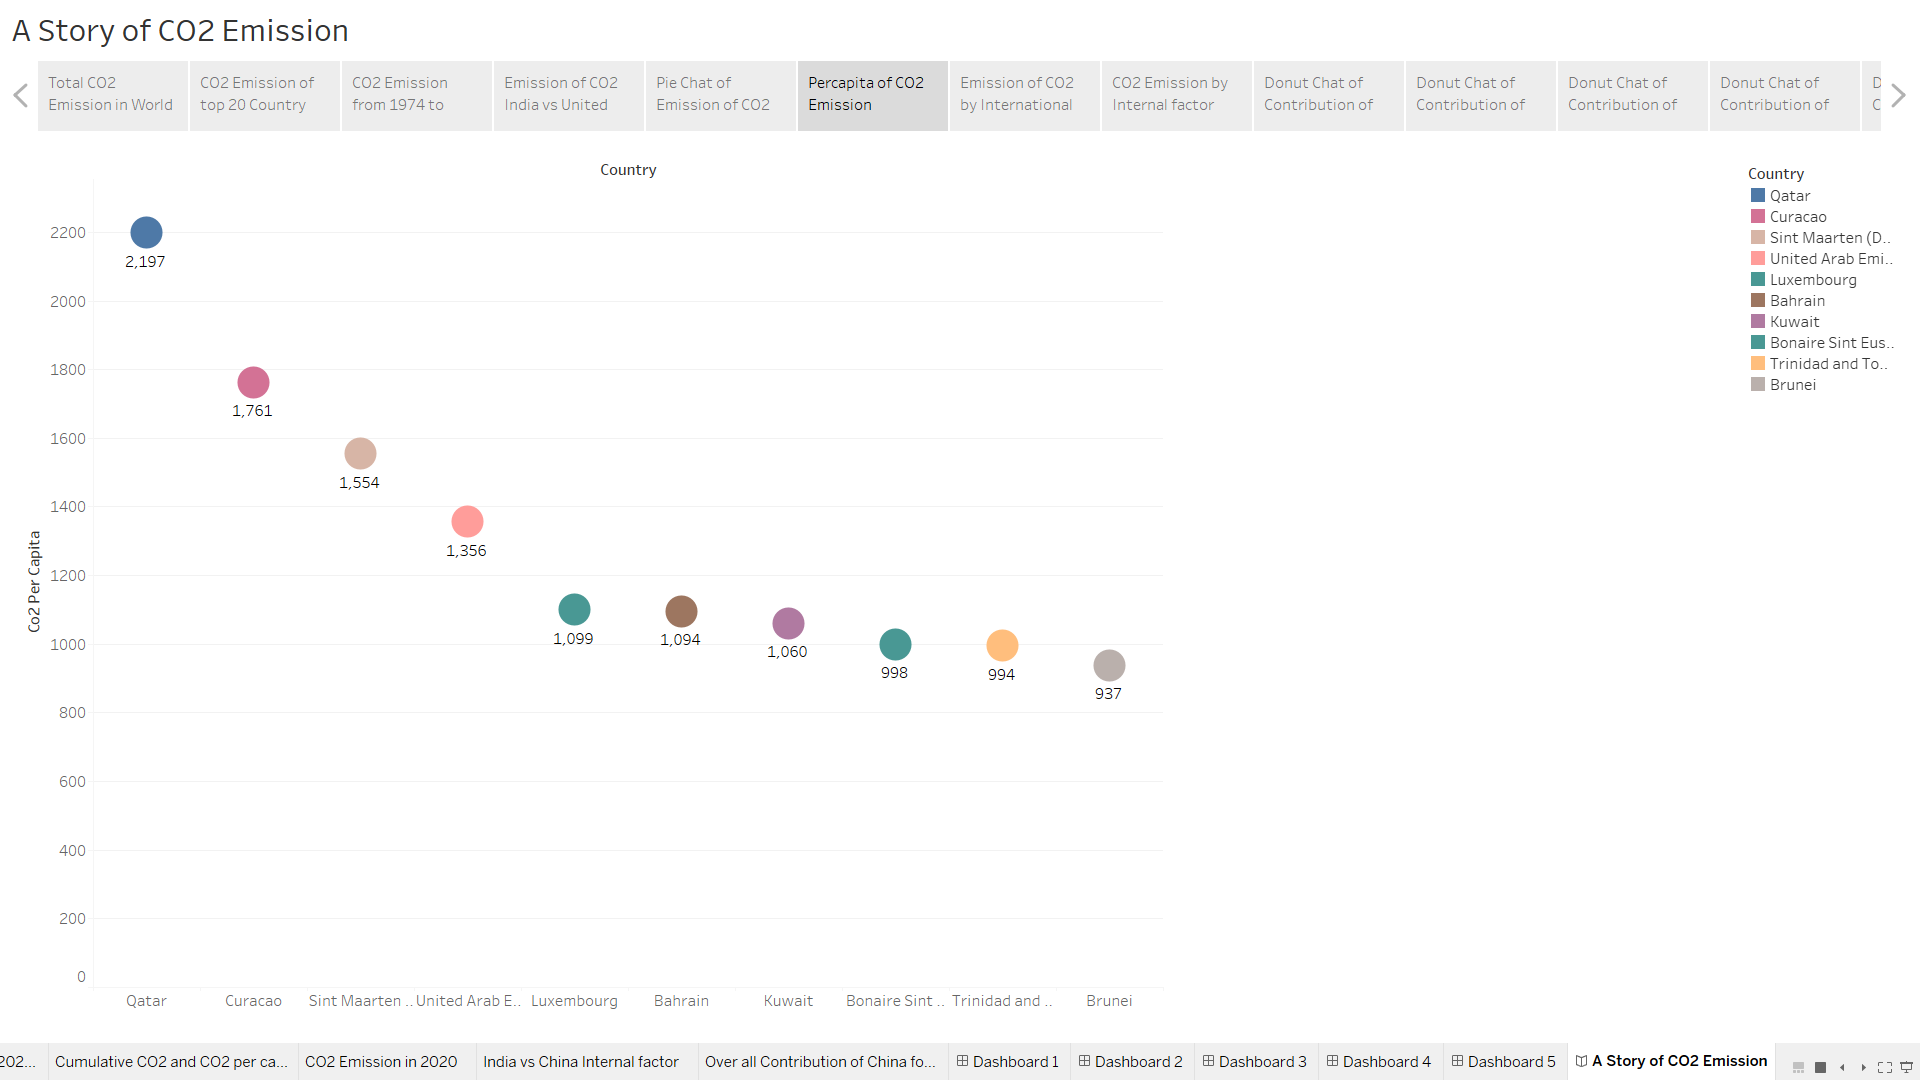 A Story of CO2 Emission
Total CO2
Emission in World
CO2 Emission of
top 20 Country
CO2 Emission
from 1974 to
Emission of CO2
India vs United
Pie Chat of
Emission of CO2
Percapita of CO2
Emission
Emission of CO2
by International
CO2 Emission by
Internal factor
Donut Chat of
Contribution of
Donut Chat of
Contribution of
Donut Chat of
Contribution of
Donut Chat of
Contribution of
D
C
Country
Co2 Per Capita
2200
2000
1800
1600
1400
1200
1000
800
600
400
200
0
2,197
1,761
1,554
1,356
1,099
1,094
1,060
998
994
937
Qatar
Curacao
Sint Maarten ..
United Arab E..
Luxembourg
Bahrain
Kuwait
Bonaire Sint ..
Trinidad and ..
Brunei
Country
Qatar
Curacao
Sint Maarten (D..
United Arab Emi..
Luxembourg
Bahrain
Kuwait
Bonaire Sint Eus..
Trinidad and To..
Brunei
202...
Cumulative CO2 and CO2 per ca...
CO2 Emission in 2020
India vs China Internal factor
Over all Contribution of China fo...
Dashboard 1
Dashboard 2
Dashboard 3
Dashboard 4
Dashboard 5
A Story of CO2 Emission